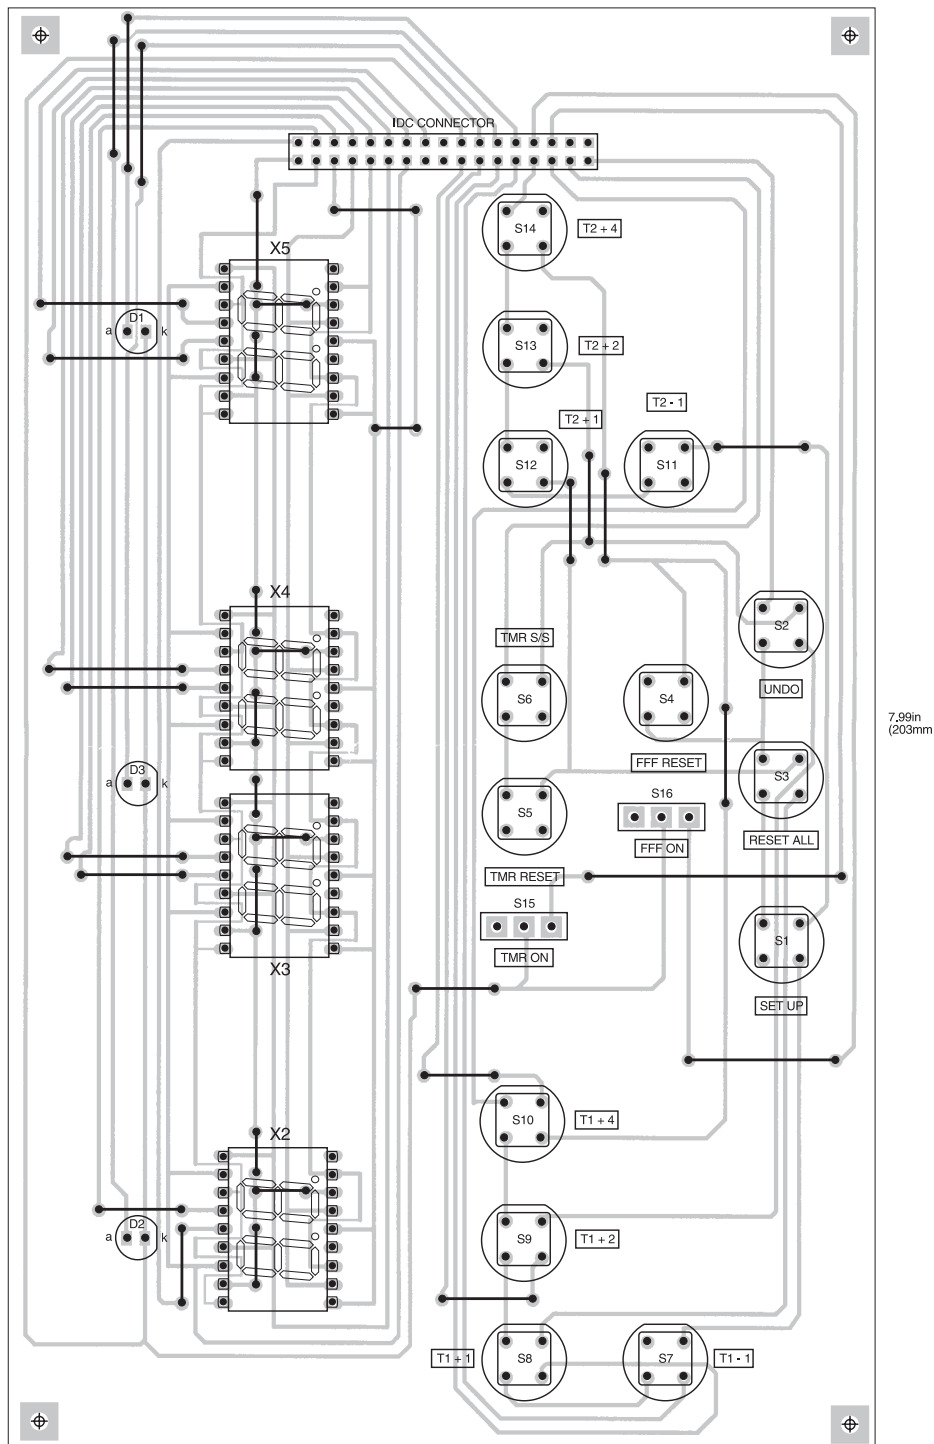 IDC CONNECTOR
S14
T2 + 4
X5
D1
a
k
S13
T2 + 2
T2 - 1
T2 + 1
S12
S11
X4
S2
TMR S/S
UNDO
S6
S4
7.99in
(203mm
FFF RESET
D3
a
k
S3
S16
S5
RESET ALL
FFF ON
TMR RESET
S15
S1
TMR ON
X3
SET UP
S10
T1 + 4
X2
D2
a
k
S9
T1 + 2
T1 + 1
S8
S7
T1 - 1